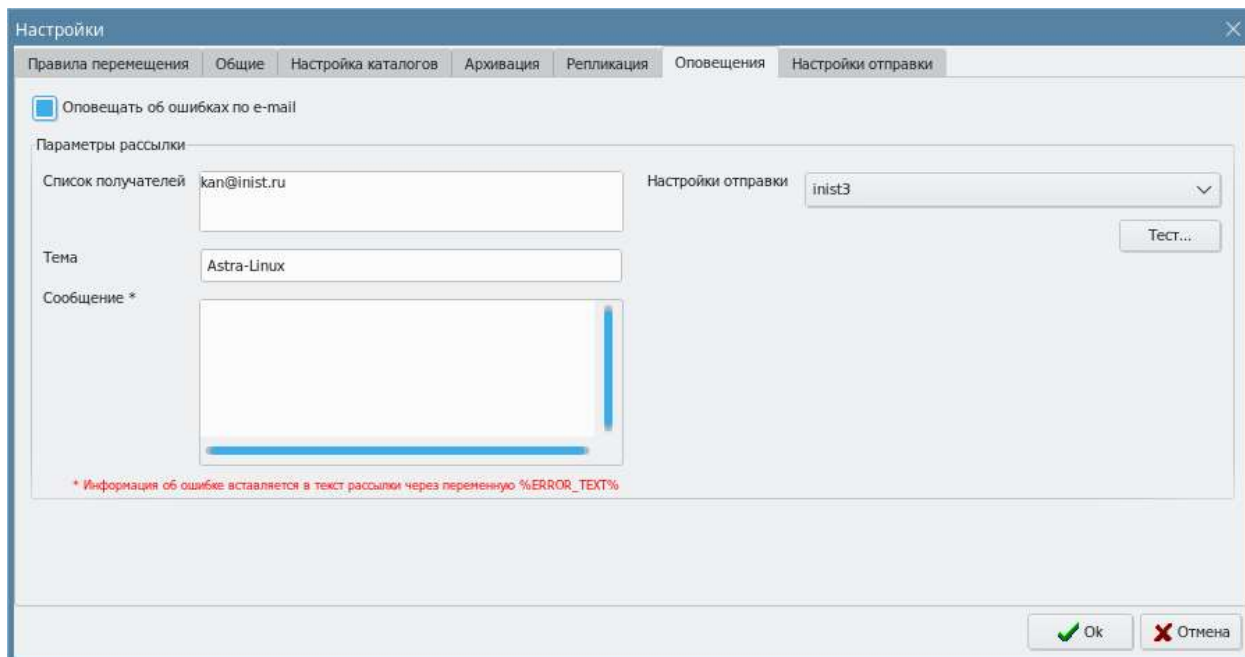 Настройки
Правила перемещения Общие Настройка каталогов Архивация Репликация Оповещения Настройки отправки
Оповещать об ошибках по e-mail
Параметры рассылки
Список получателей kan@inist.ru Настройки отправки inist3
Тест...
Тема Astra-Linux
Сообщение *
* Информация об ошибке вставляется в текст рассылки через переменную %ERROR_TEXT%
Ok Отмена